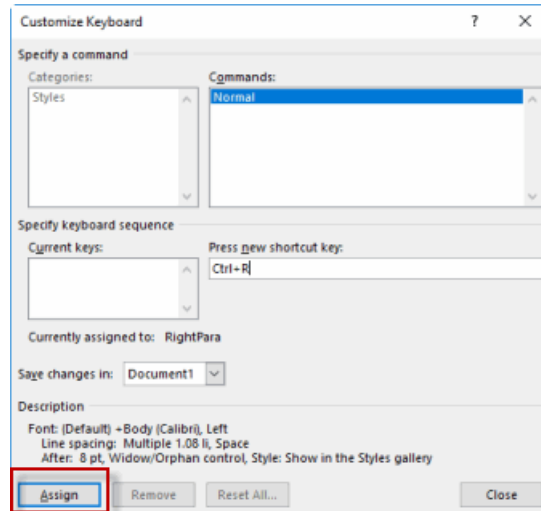 Customize Keyboard ? ×
Specify a command
Categories: Commands:
Styles Normal
Specify keyboard sequence
Current keys: Press new shortcut key:
Ctrl+R
Currently assigned to: RightPara
Save changes in: Document1
Description
Font: (Default) +Body (Calibri), Left
Line spacing: Multiple 1.08 li, Space
After: 8 pt, Widow/Orphan control, Style: Show in the Styles gallery
Assign Remove Reset All... Close